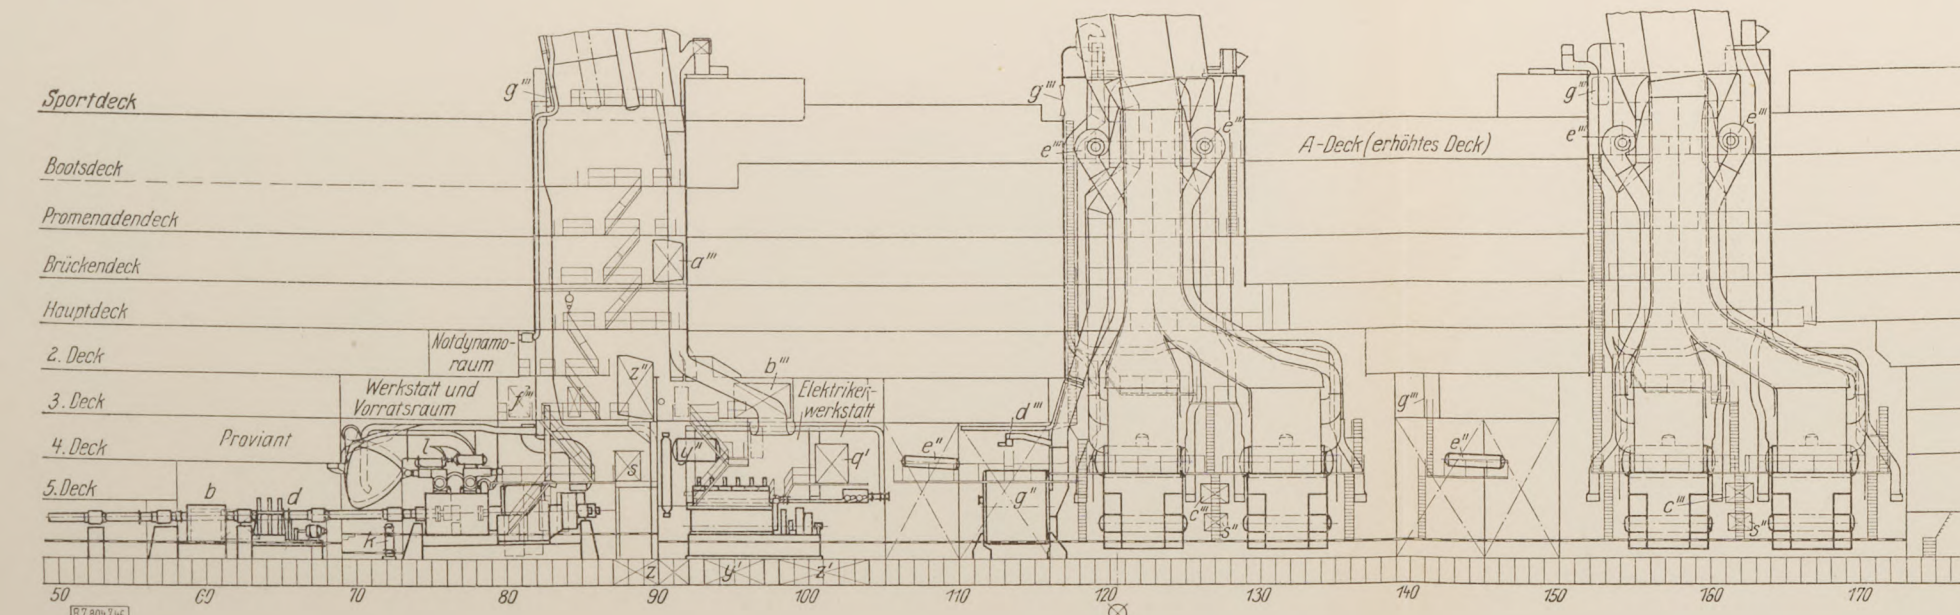 Sportdeck
g'''
g'''
g'''
e'''
e'''
e'''
e'''
A-Deck (erhöhtes Deck)
Bootsdeck
Promenadendeck
Brückendeck
a'''
Hauptdeck
Notdynamo-
raum
2. Deck
z''
b'''
Werkstatt und
Vorratsraum
f'''
Elektriker-
werkstatt
3. Deck
g'''
d'''
Proviant
4. Deck
l
s
y''
q'
e''
e''
5. Deck
b
d
k
g''
c'''
s''
c'''
s''
z
y'
z'
50 60 70 80 90 100 110 120 130 140 150 160 170